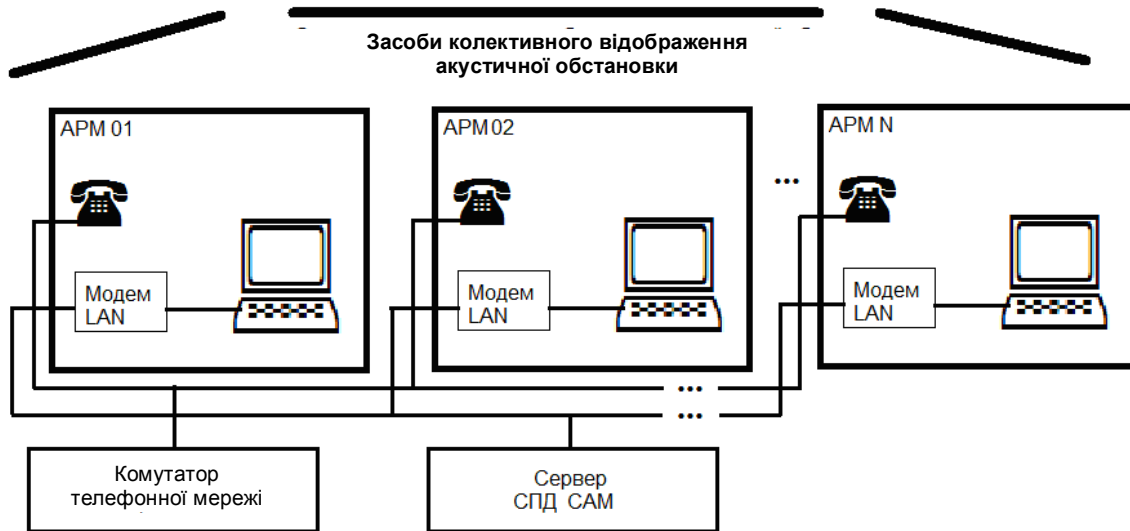 Засоби колективного відображення
акустичної обстановки
АРМ 01
АРМ 02
АРМ N
...
Модем
LAN
Модем
LAN
Модем
LAN
...
...
Комутатор
телефонної мережі
Сервер
СПД САМ